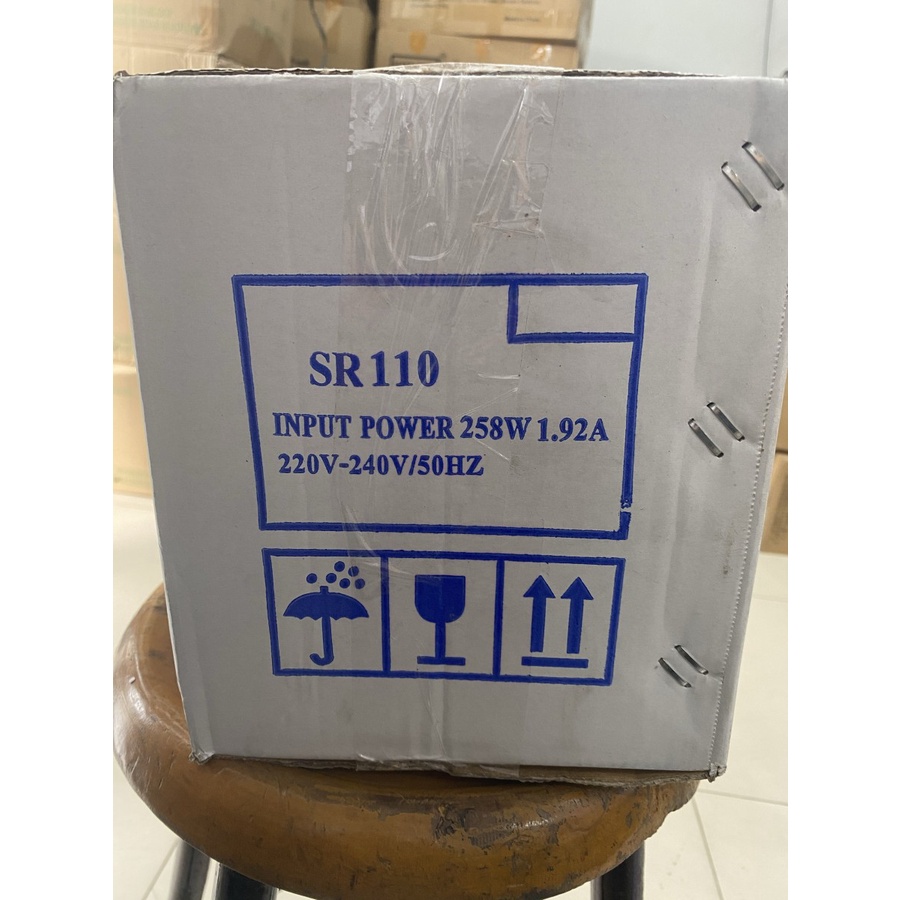 SR110
INPUT POWER 258W 1.92A
220V-240V/50HZ